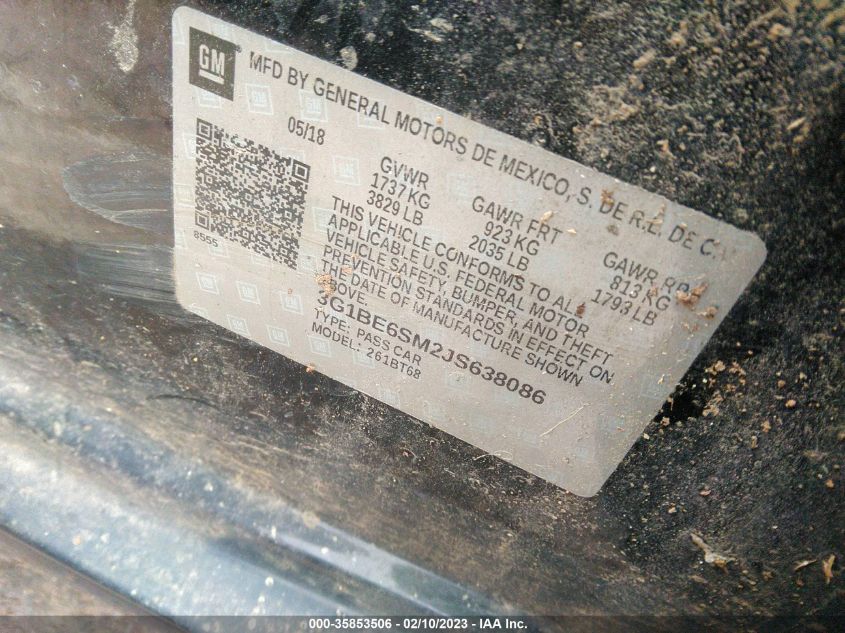 GM
MFD BY GENERAL MOTORS DE MEXICO, S. DE R.L. DE C.V.
05/18
GVWR GAWR FRT GAWR RR
1737 KG 923 KG 813 KG
3829 LB 2035 LB 1793 LB
THIS VEHICLE CONFORMS TO ALL
APPLICABLE U.S. FEDERAL MOTOR
VEHICLE SAFETY, BUMPER, AND THEFT
PREVENTION STANDARDS IN EFFECT ON
THE DATE OF MANUFACTURE SHOWN
ABOVE.
8555
3G1BE6SM2JS638086
TYPE: PASS CAR
MODEL: 261BT68
000-35853506 — 02/10/2023 — IAA Inc.